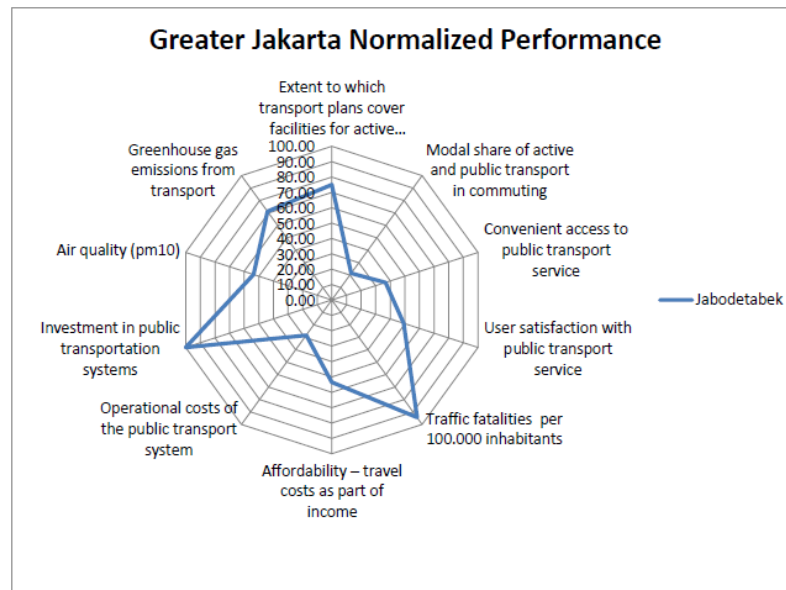 Greater Jakarta Normalized Performance
Extent to which
transport plans cover
facilities for active...
Modal share of active
and public transport
in commuting
Convenient access to
public transport
service
User satisfaction with
public transport
service
Traffic fatalities per
100.000 inhabitants
Affordability – travel
costs as part of
income
Operational costs of
the public transport
system
Investment in public
transportation
systems
Air quality (pm10)
Greenhouse gas
emissions from
transport
100.00
90.00
80.00
70.00
60.00
50.00
40.00
30.00
20.00
10.00
0.00
Jabodetabek